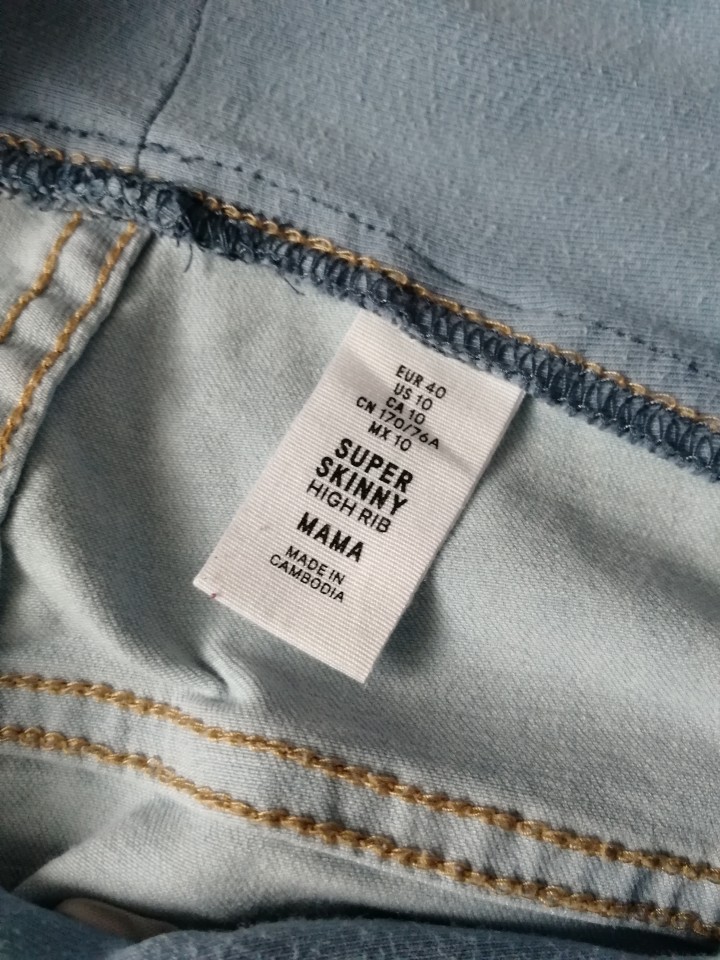 EUR 40
US 10
CA 10
CN 170/76A
MX 10
SUPER
SKINNY
HIGH RIB
MAMA
MADE IN
CAMBODIA